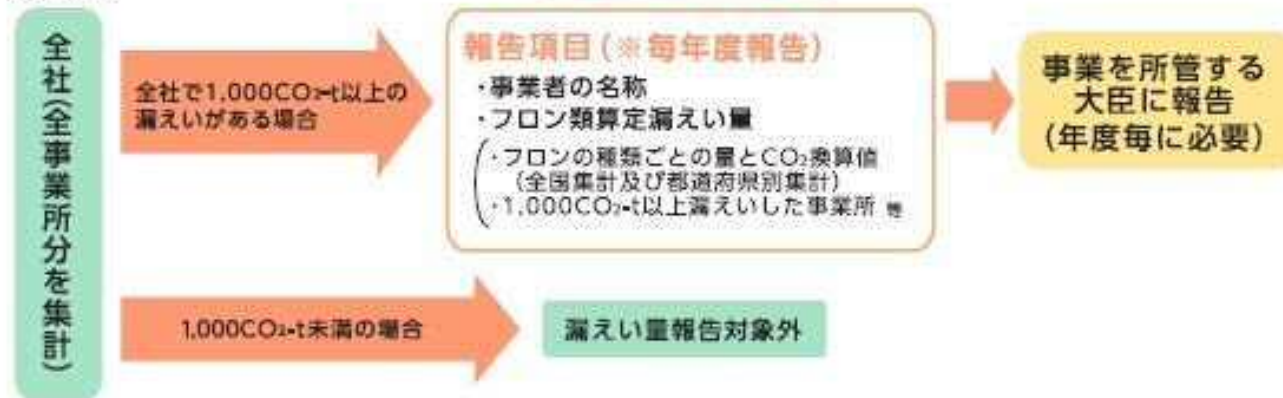 全社(全事業所分を集計)
全社で1,000CO₂-t以上の
漏えいがある場合
報告項目(※毎年度報告)
・事業者の名称
・フロン類算定漏えい量
・フロンの種類ごとの量とCO₂換算値
(全国集計及び都道府県別集計)
・1,000CO₂-t以上漏えいした事業所 等
事業を所管する
大臣に報告
(年度毎に必要)
1,000CO₂-t未満の場合
漏えい量報告対象外